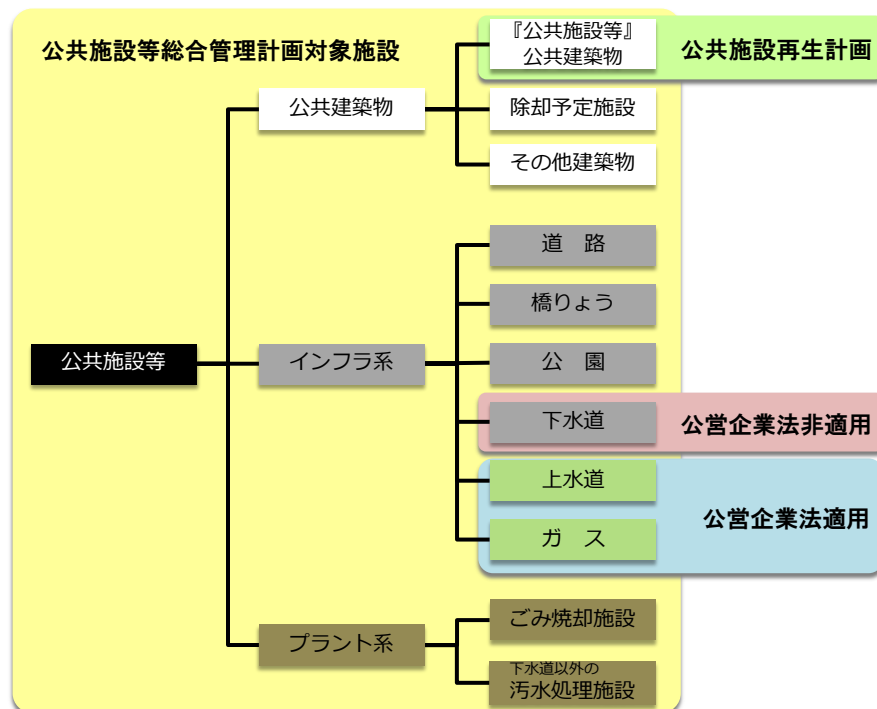 公共施設等総合管理計画対象施設
『公共施設等』
公共建築物
公共施設再生計画
公共建築物
除却予定施設
その他建築物
道　路
橋りょう
公共施設等
インフラ系
公　園
下水道
公営企業法非適用
上水道
公営企業法適用
ガ　ス
ごみ焼却施設
プラント系
下水道以外の
汚水処理施設